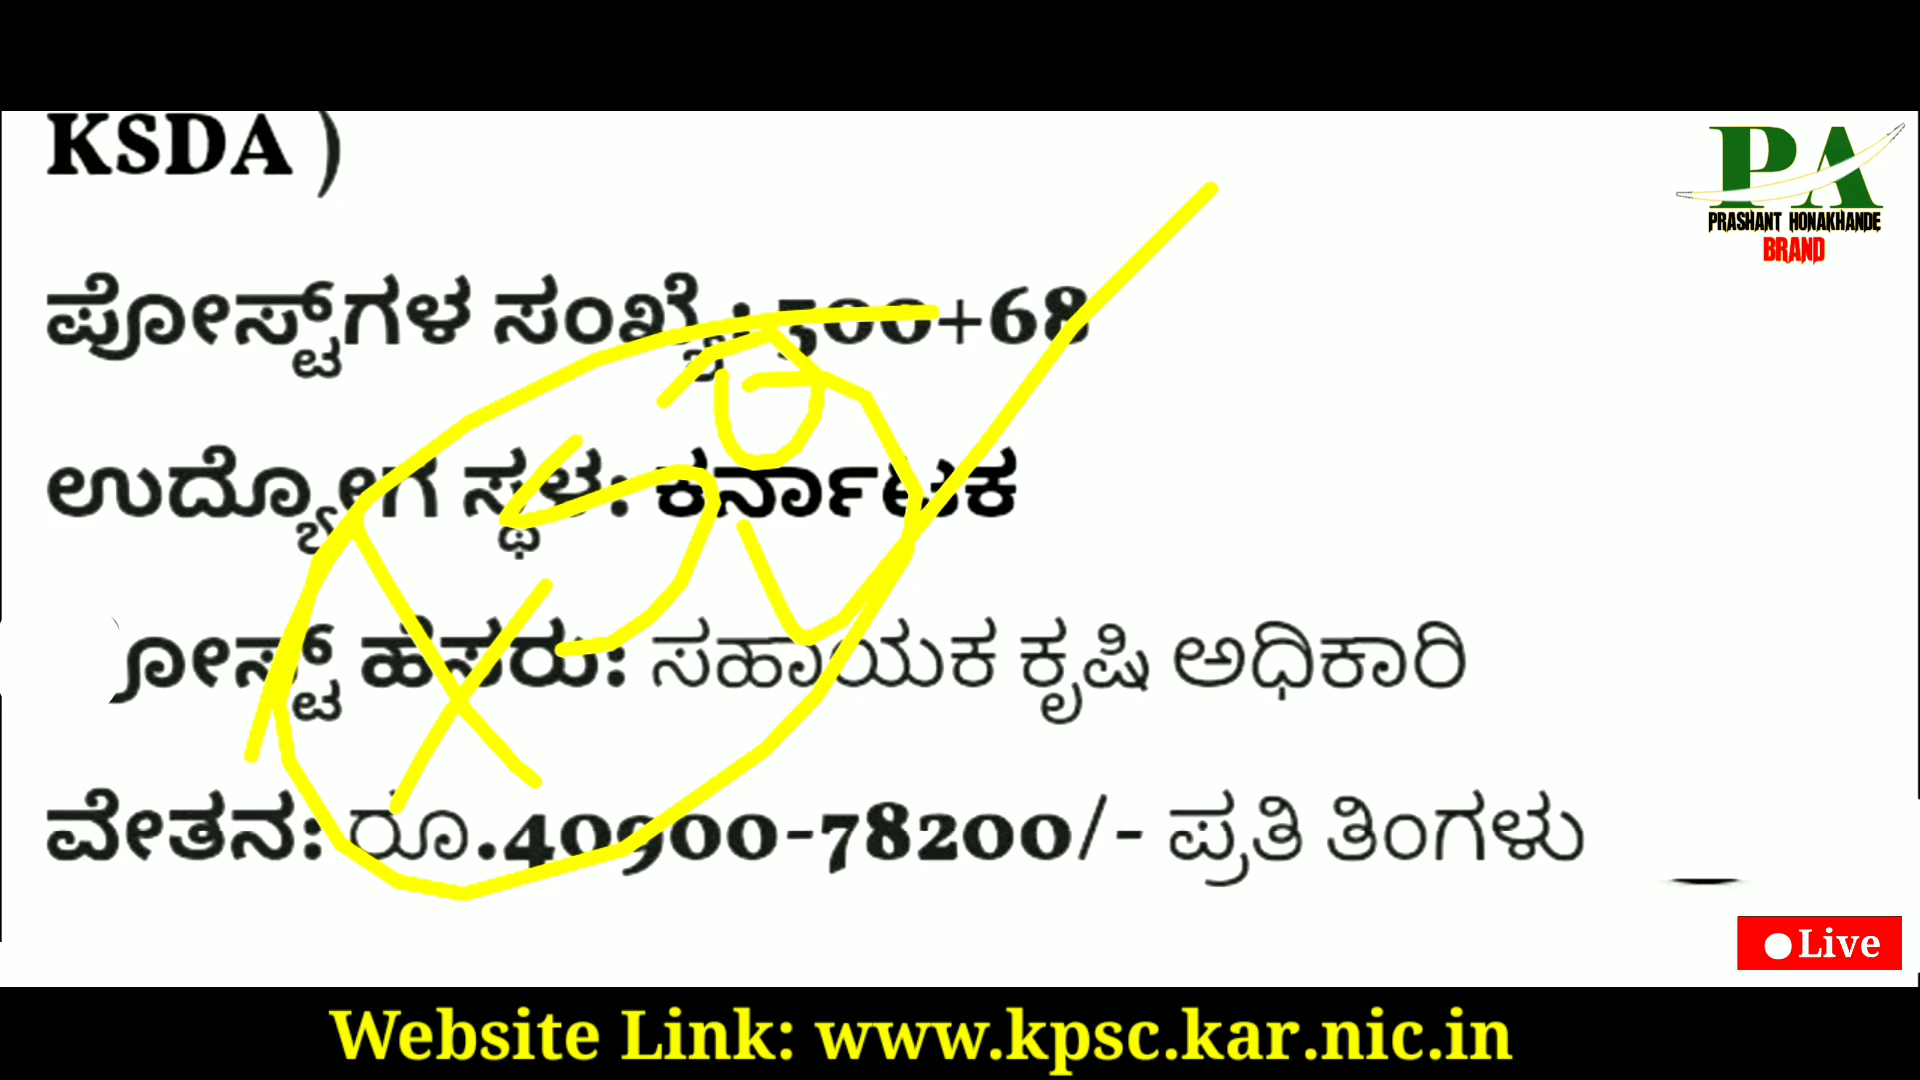 KSDA )
PA
PRASHANT HONAKHANDE
BRAND
ಪೋಸ್ಟ್‌ಗಳ ಸಂಖ್ಯೆ: 500+68
ಉದ್ಯೋಗ ಸ್ಥಳ: ಕರ್ನಾಟಕ
ೋಸ್ಟ್ ಹೆಸರು: ಸಹಾಯಕ ಕೃಷಿ ಅಧಿಕಾರಿ
ವೇತನ: ರೂ.40900-78200/- ಪ್ರತಿ ತಿಂಗಳು
Live
Website Link: www.kpsc.kar.nic.in